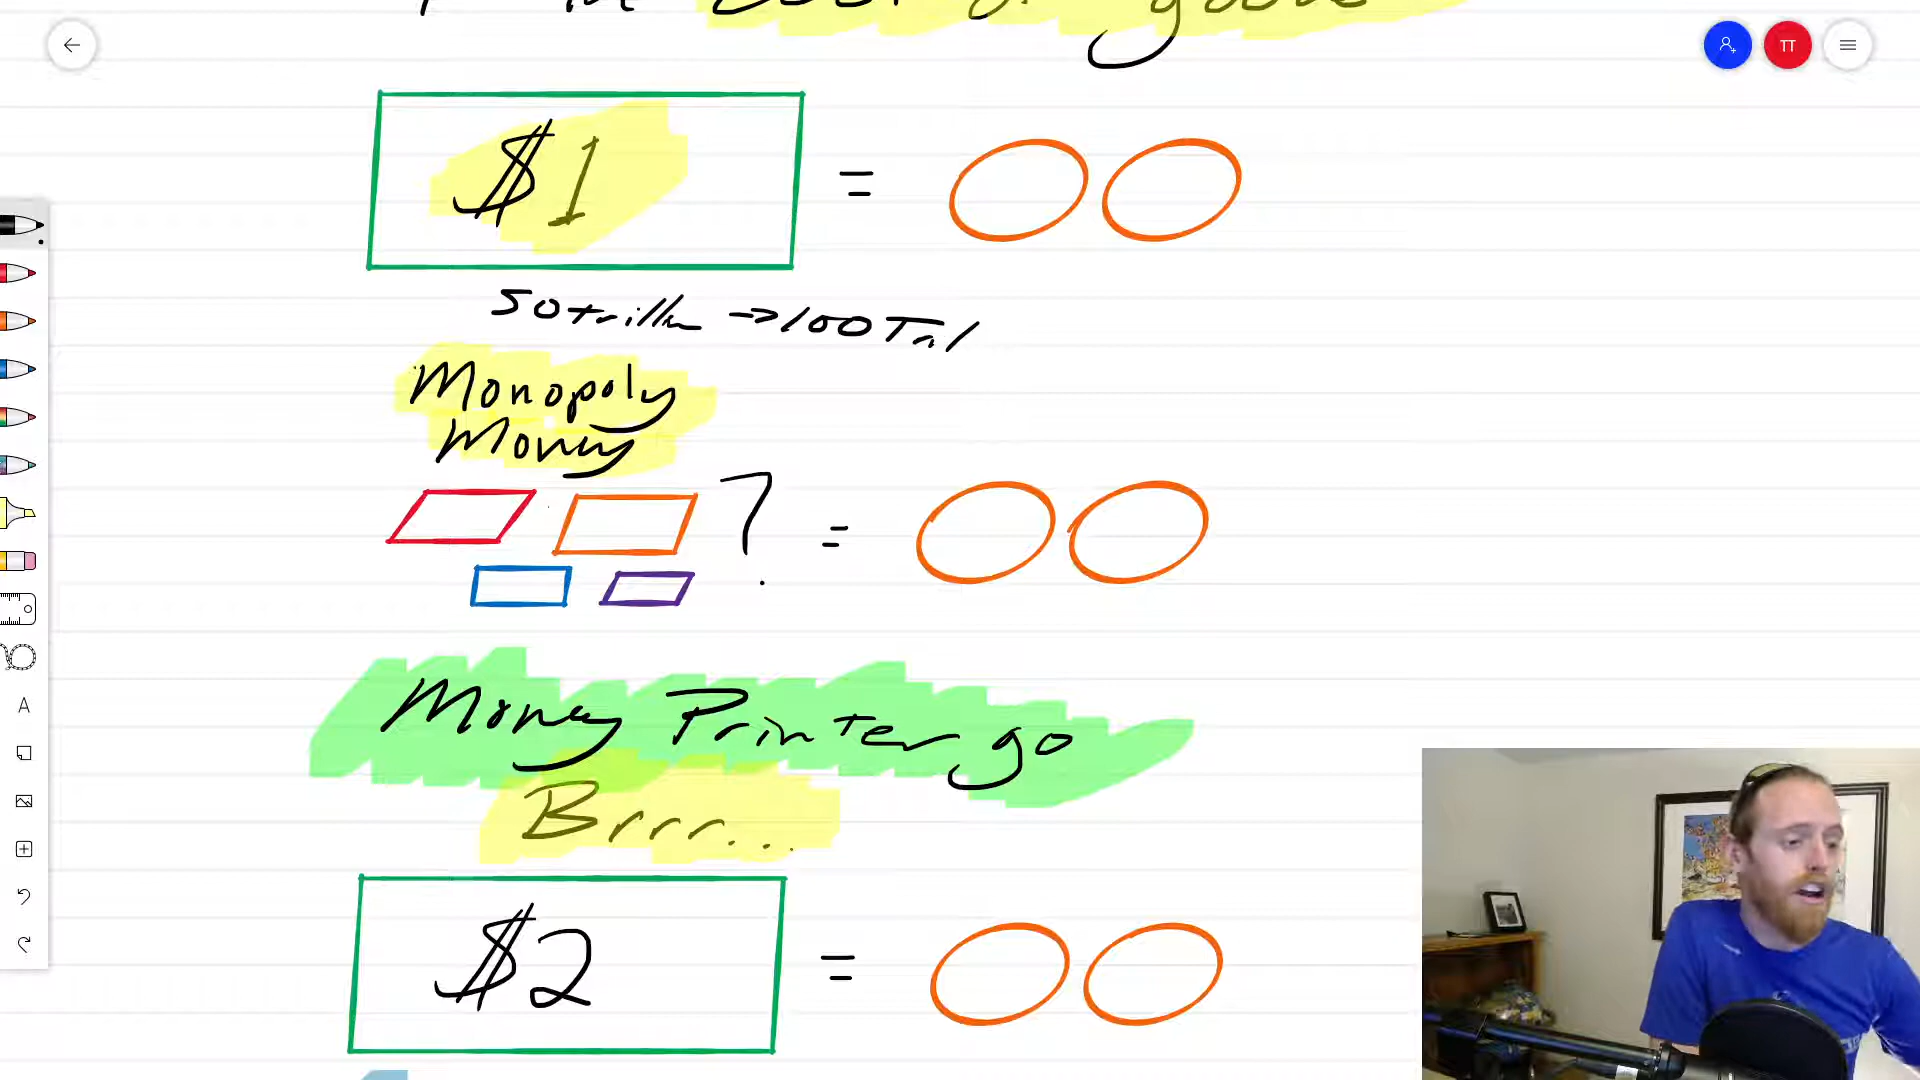 TT
$1 =
50 trillion → 100 Tril
Monopoly
Money
? =
Money Printer go
Brrr...
$2 =
A